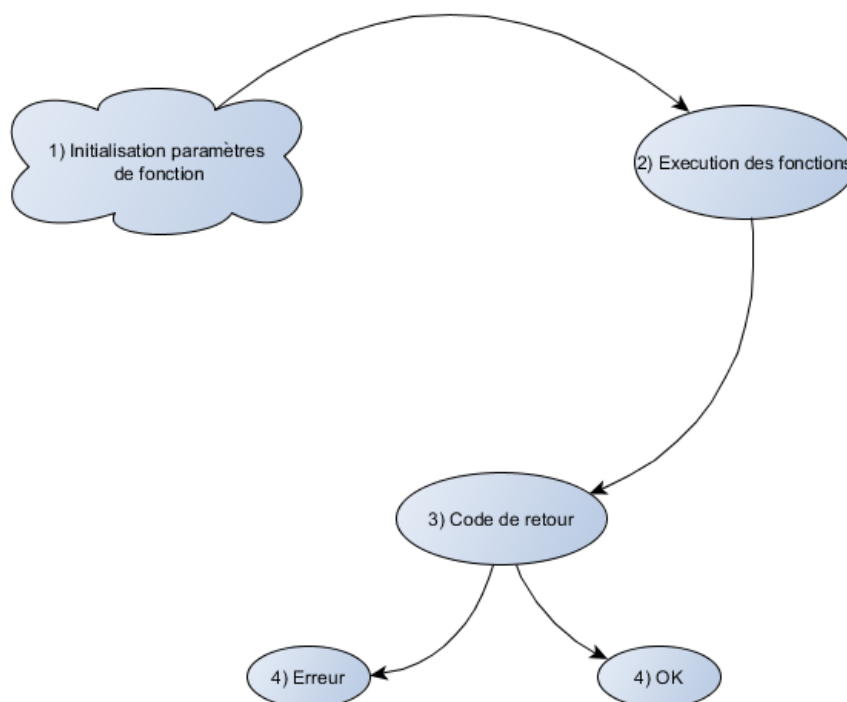 1) Initialisation paramètres
de fonction
2) Execution des fonctions
3) Code de retour
4) Erreur
4) OK